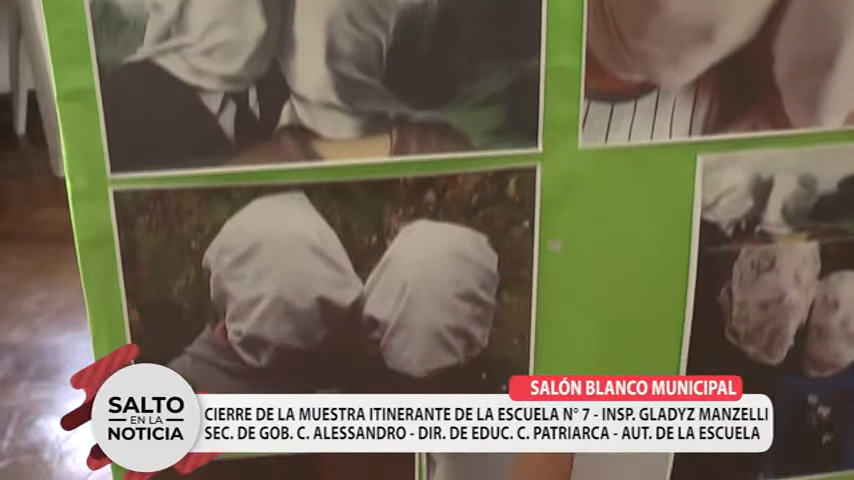 SALÓN BLANCO MUNICIPAL
SALTO
EN LA
NOTICIA
CIERRE DE LA MUESTRA ITINERANTE DE LA ESCUELA N° 7 - INSP. GLADYZ MANZELLI
SEC. DE GOB. C. ALESSANDRO - DIR. DE EDUC. C. PATRIARCA - AUT. DE LA ESCUELA